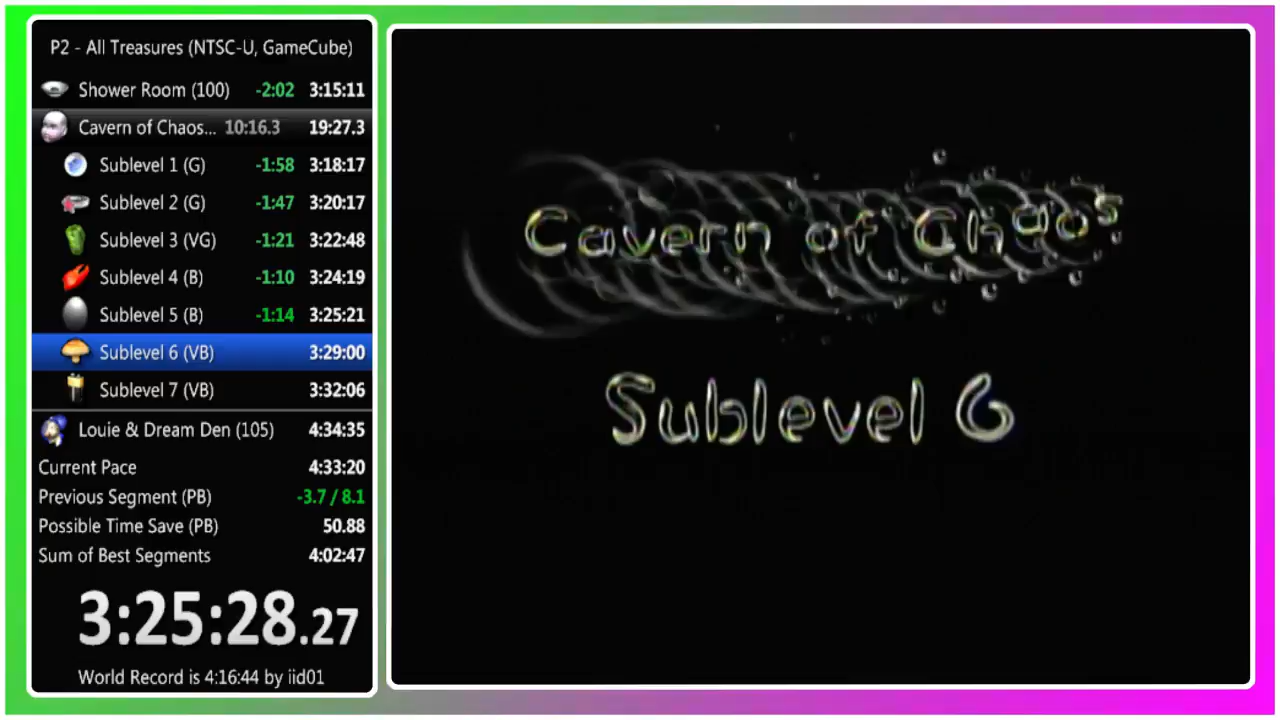 P2 - All Treasures (NTSC-U, GameCube)
Shower Room (100) -2:02 3:15:11
Cavern of Chaos... 10:16.3 19:27.3
Sublevel 1 (G) -1:58 3:18:17
Sublevel 2 (G) -1:47 3:20:17
Sublevel 3 (VG) -1:21 3:22:48
Sublevel 4 (B) -1:10 3:24:19
Sublevel 5 (B) -1:14 3:25:21
Sublevel 6 (VB) 3:29:00
Sublevel 7 (VB) 3:32:06
Louie & Dream Den (105) 4:34:35
Current Pace 4:33:20
Previous Segment (PB) -3.7 / 8.1
Possible Time Save (PB) 50.88
Sum of Best Segments 4:02:47
3:25:28.27
World Record is 4:16:44 by iid01
Cavern of Chaos
Sublevel 6